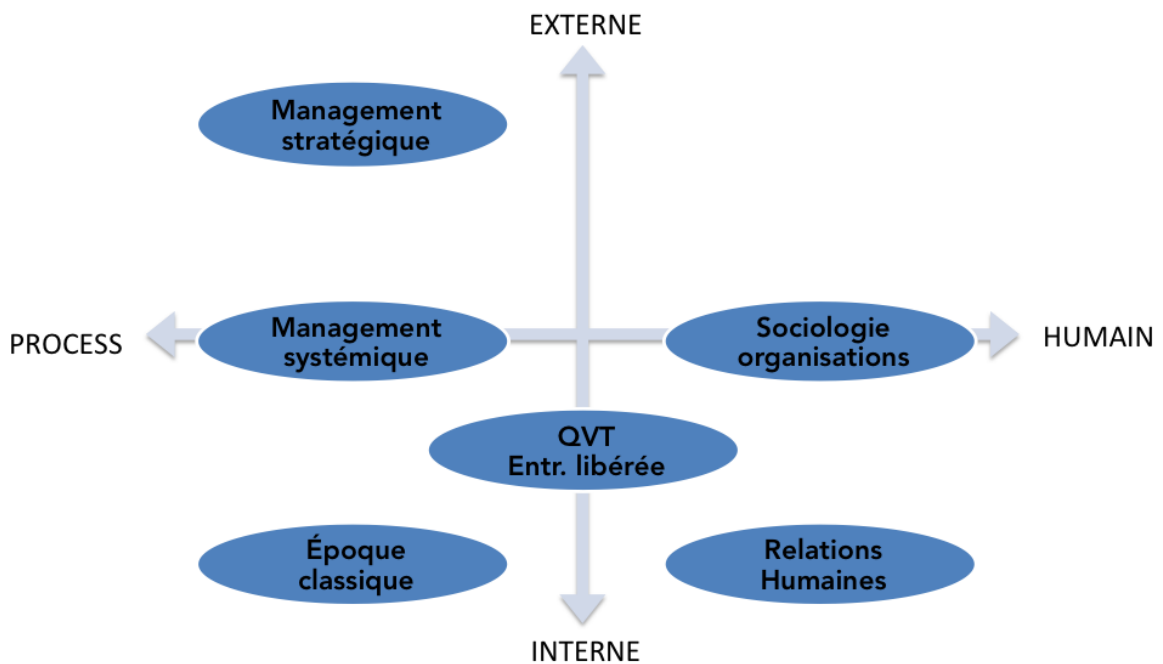 EXTERNE
Management
stratégique
PROCESS
Management
systémique
Sociologie
organisations
HUMAIN
QVT
Entr. libérée
Époque
classique
Relations
Humaines
INTERNE